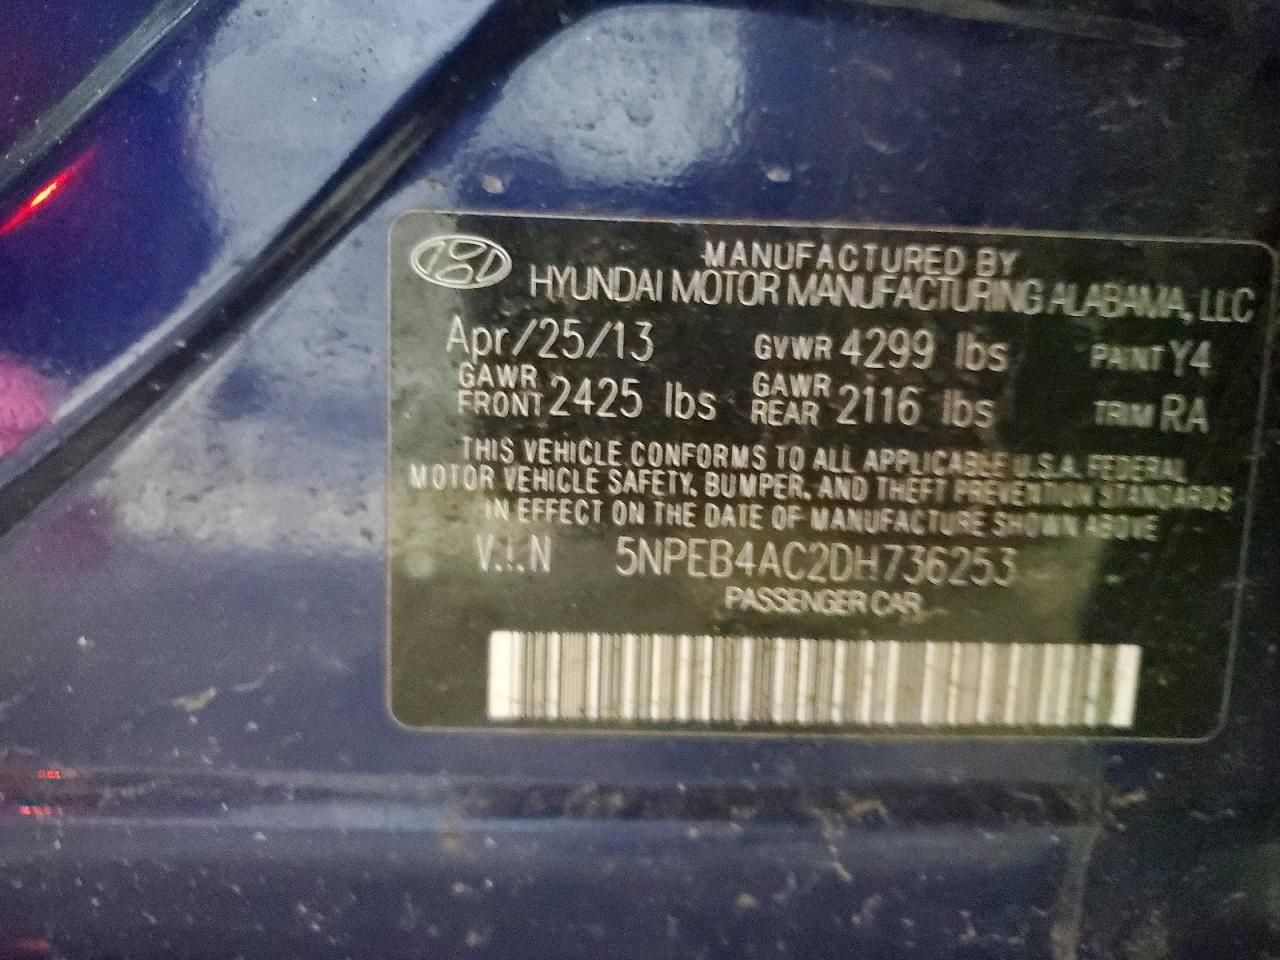 MANUFACTURED BY
HYUNDAI MOTOR MANUFACTURING ALABAMA, LLC
Apr/25/13 GVWR 4299 lbs PAINT Y4
GAWR FRONT 2425 lbs GAWR REAR 2116 lbs TRIM RA
THIS VEHICLE CONFORMS TO ALL APPLICABLE U.S.A. FEDERAL
MOTOR VEHICLE SAFETY, BUMPER, AND THEFT PREVENTION STANDARDS
IN EFFECT ON THE DATE OF MANUFACTURE SHOWN ABOVE
V.I.N 5NPEB4AC2DH736253
PASSENGER CAR